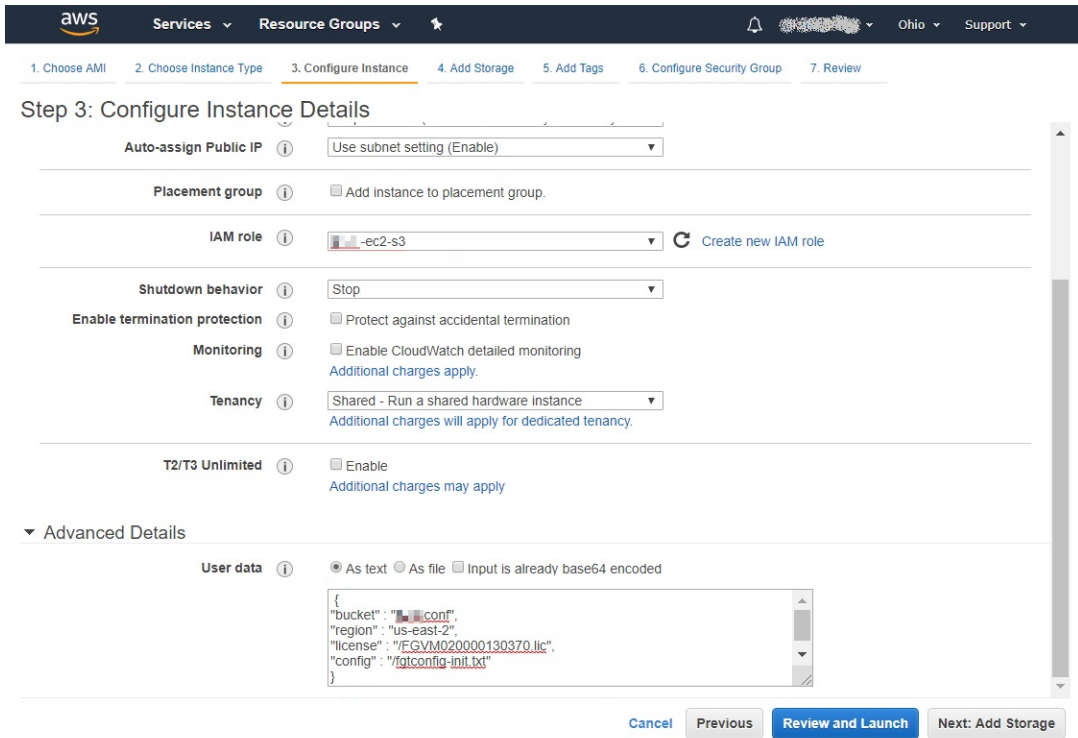 aws Services Resource Groups Ohio Support
1. Choose AMI 2. Choose Instance Type 3. Configure Instance 4. Add Storage 5. Add Tags 6. Configure Security Group 7. Review
Step 3: Configure Instance Details
Auto-assign Public IP i Use subnet setting (Enable)
Placement group i Add instance to placement group.
IAM role i -ec2-s3 Create new IAM role
Shutdown behavior i Stop
Enable termination protection i Protect against accidental termination
Monitoring i Enable CloudWatch detailed monitoring
Additional charges apply.
Tenancy i Shared - Run a shared hardware instance
Additional charges will apply for dedicated tenancy.
T2/T3 Unlimited i Enable
Additional charges may apply
Advanced Details
User data i As text As file Input is already base64 encoded
{
"bucket" : "conf",
"region" : "us-east-2",
"license" : "/FGVM020000130370.lic",
"config" : "/fgtconfig-init.txt"
}
Cancel Previous Review and Launch Next: Add Storage